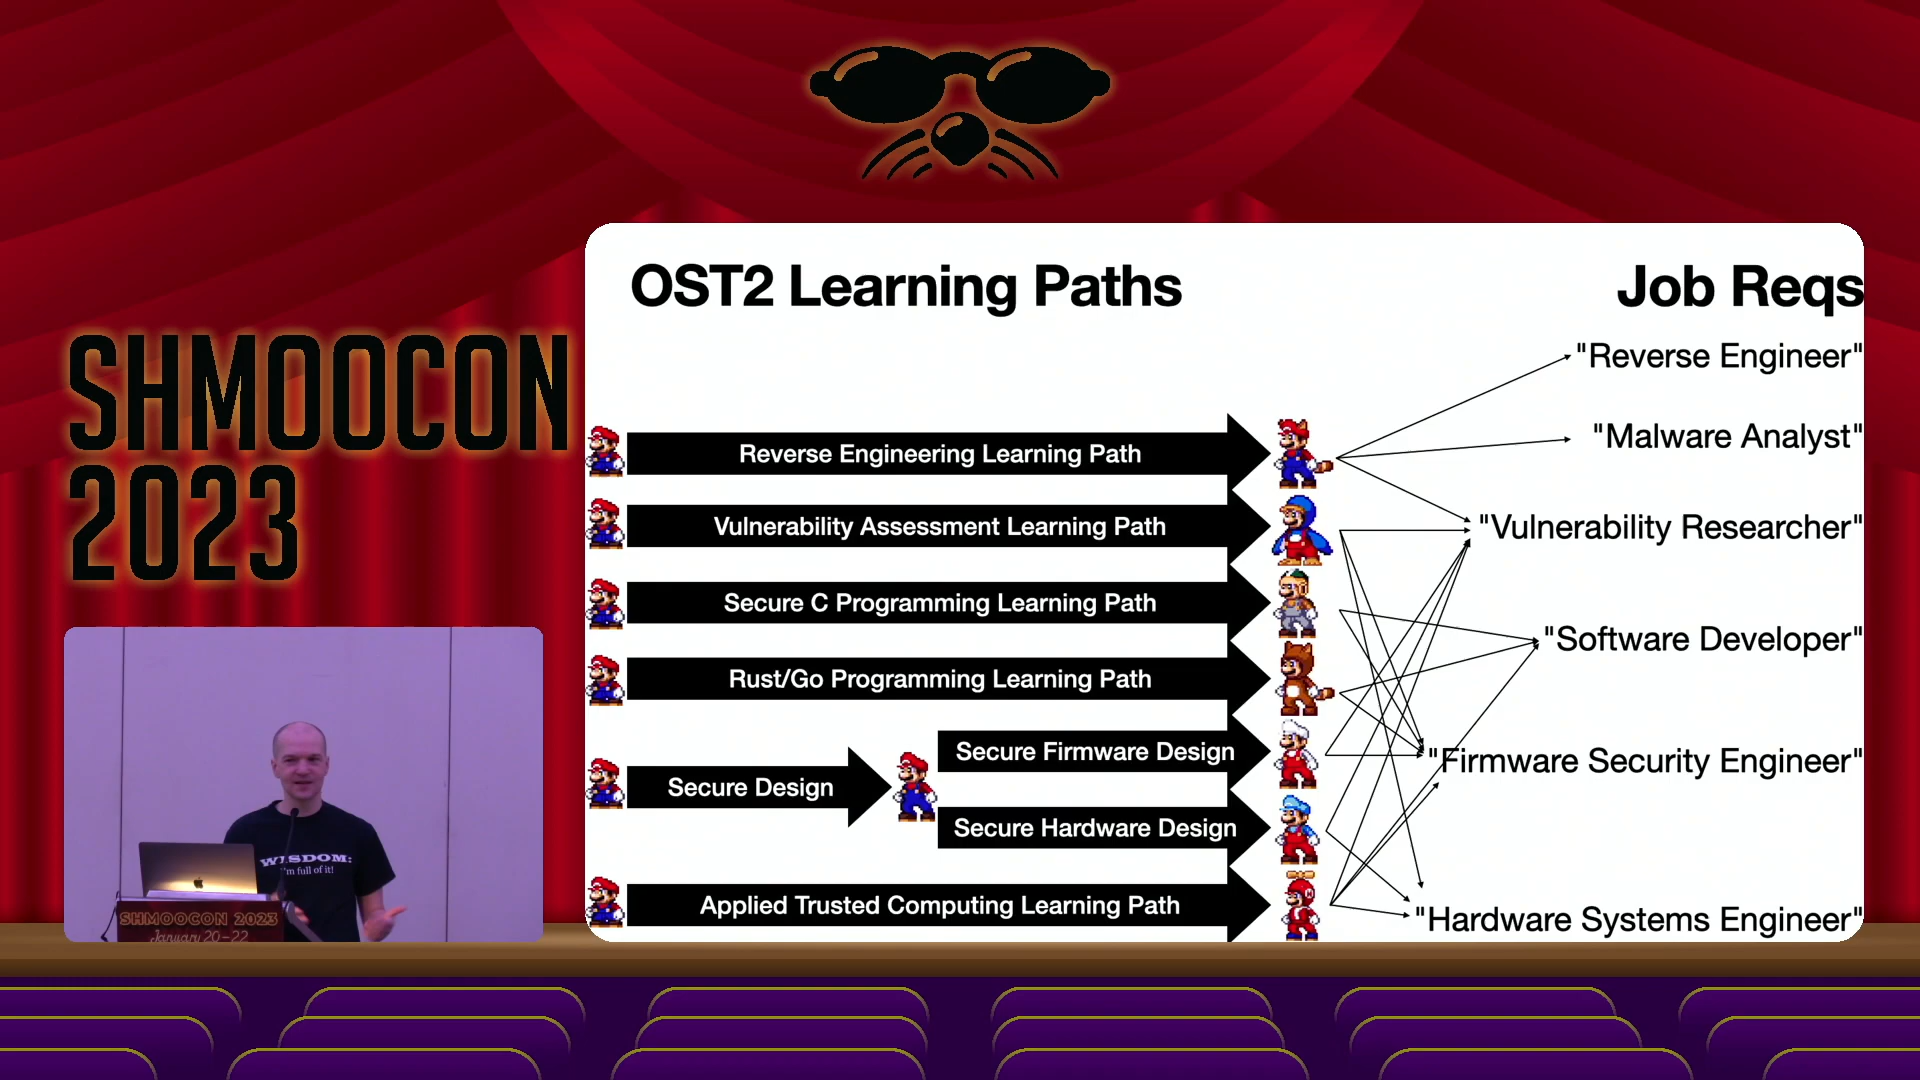 SHMOOCON
2023
OST2 Learning Paths
Job Reqs
"Reverse Engineer"
"Malware Analyst"
Reverse Engineering Learning Path
Vulnerability Assessment Learning Path
"Vulnerability Researcher"
Secure C Programming Learning Path
"Software Developer"
Rust/Go Programming Learning Path
Secure Firmware Design
"Firmware Security Engineer"
Secure Design
Secure Hardware Design
Applied Trusted Computing Learning Path
"Hardware Systems Engineer"
WISDOM:
I'm full of it!
SHMOOCON 2023
January 20-22